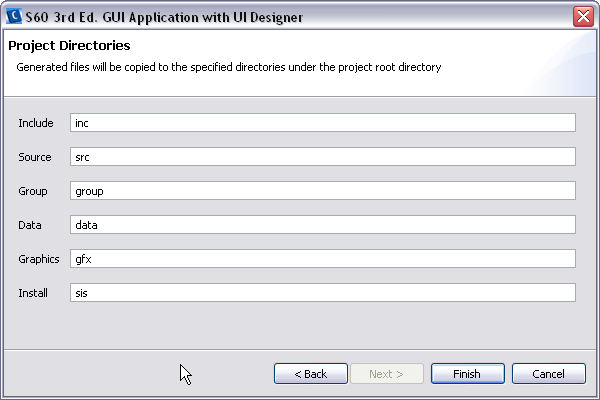 S60 3rd Ed. GUI Application with UI Designer
Project Directories
Generated files will be copied to the specified directories under the project root directory
Include inc
Source src
Group group
Data data
Graphics gfx
Install sis
< Back Next > Finish Cancel